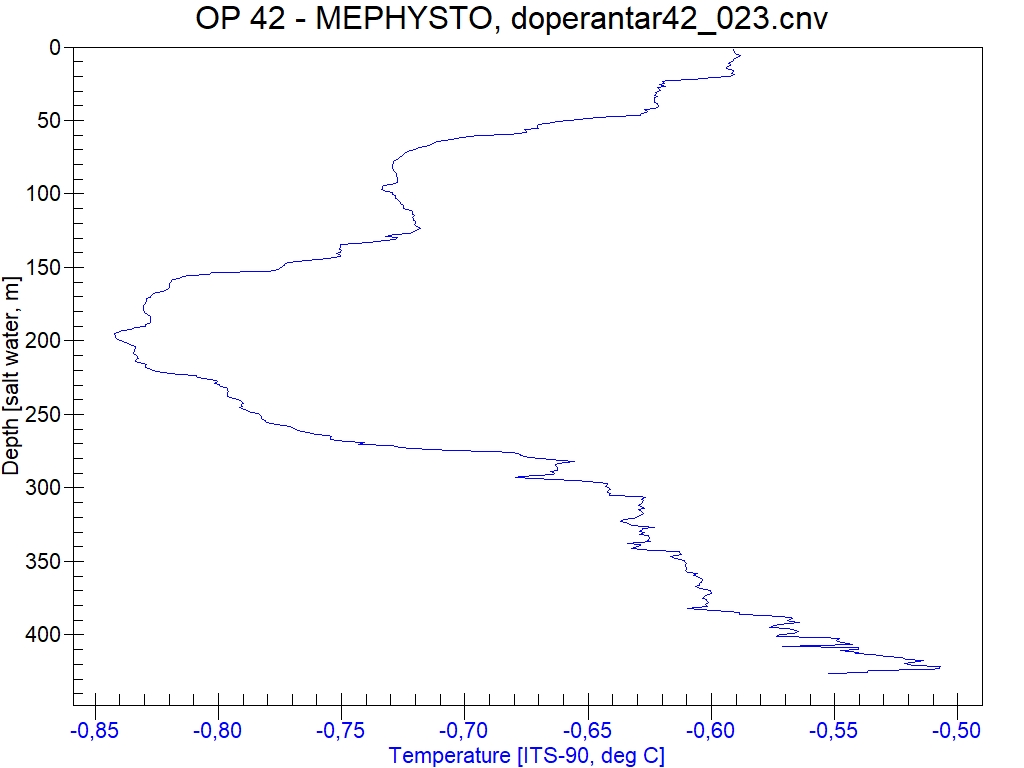 OP 42 - MEPHYSTO, doperantar42_023.cnv
0
50
100
150
200
250
300
350
400
Depth [salt water, m]
-0,85 -0,80 -0,75 -0,70 -0,65 -0,60 -0,55 -0,50
Temperature [ITS-90, deg C]